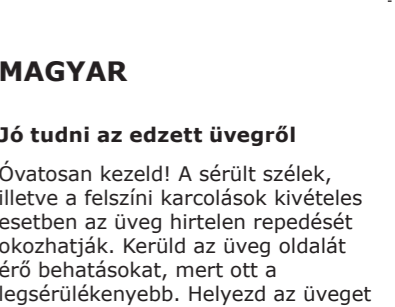 MAGYAR
Jó tudni az edzett üvegről
Óvatosan kezeld! A sérült szélek,
illetve a felszíni karcolások kivételes
esetben az üveg hirtelen repedését
okozhatják. Kerüld az üveg oldalát
érő behatásokat, mert ott a
legsérülékenyebb. Helyezd az üveget